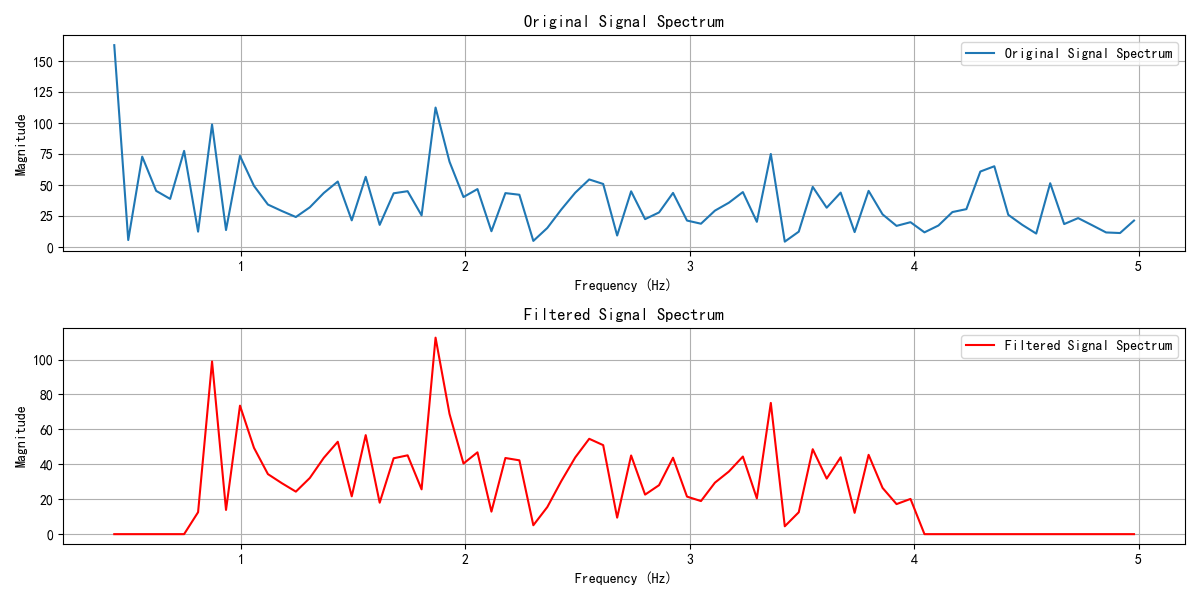 Original Signal Spectrum
Original Signal Spectrum
Magnitude
150
125
100
75
50
25
0
1
2
3
4
5
Frequency (Hz)
Filtered Signal Spectrum
Filtered Signal Spectrum
Magnitude
100
80
60
40
20
0
1
2
3
4
5
Frequency (Hz)